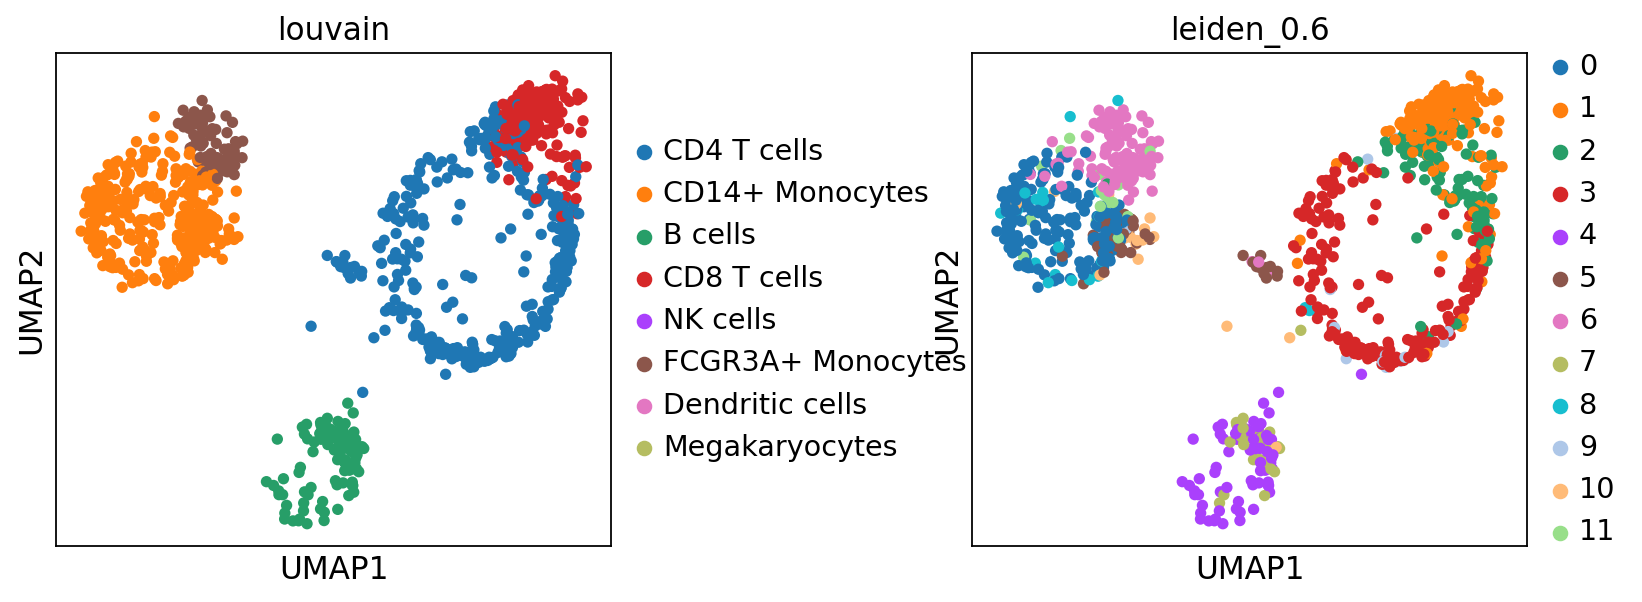 louvain
UMAP2
UMAP1
CD4 T cells
CD14+ Monocytes
B cells
CD8 T cells
NK cells
FCGR3A+ Monocytes
Dendritic cells
Megakaryocytes
leiden_0.6
UMAP2
UMAP1
0
1
2
3
4
5
6
7
8
9
10
11